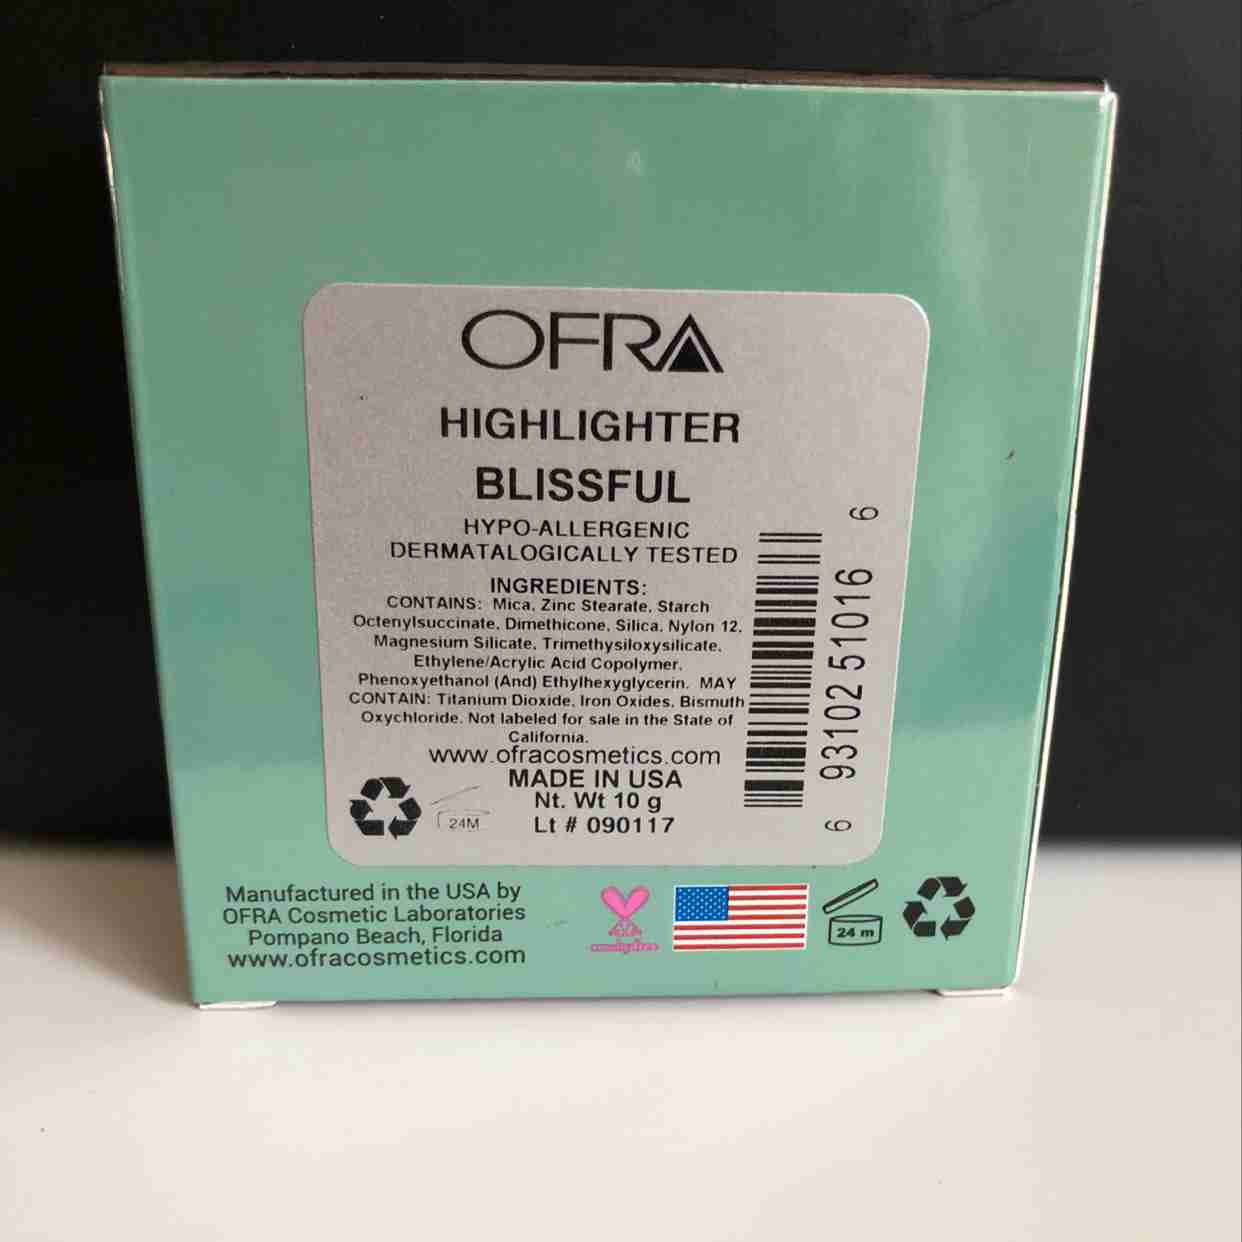 OFRA
HIGHLIGHTER
BLISSFUL
HYPO-ALLERGENIC
DERMATALOGICALLY TESTED
INGREDIENTS:
CONTAINS: Mica, Zinc Stearate, Starch
Octenylsuccinate, Dimethicone, Silica, Nylon 12,
Magnesium Silicate, Trimethysiloxysilicate,
Ethylene/Acrylic Acid Copolymer,
Phenoxyethanol (And) Ethylhexyglycerin. MAY
CONTAIN: Titanium Dioxide, Iron Oxides, Bismuth
Oxychloride. Not labeled for sale in the State of
California.
www.ofracosmetics.com
MADE IN USA
Nt. Wt 10 g
Lt # 090117
24M
6 93102 51016 6
Manufactured in the USA by
OFRA Cosmetic Laboratories
Pompano Beach, Florida
www.ofracosmetics.com
cruelty free
24 m